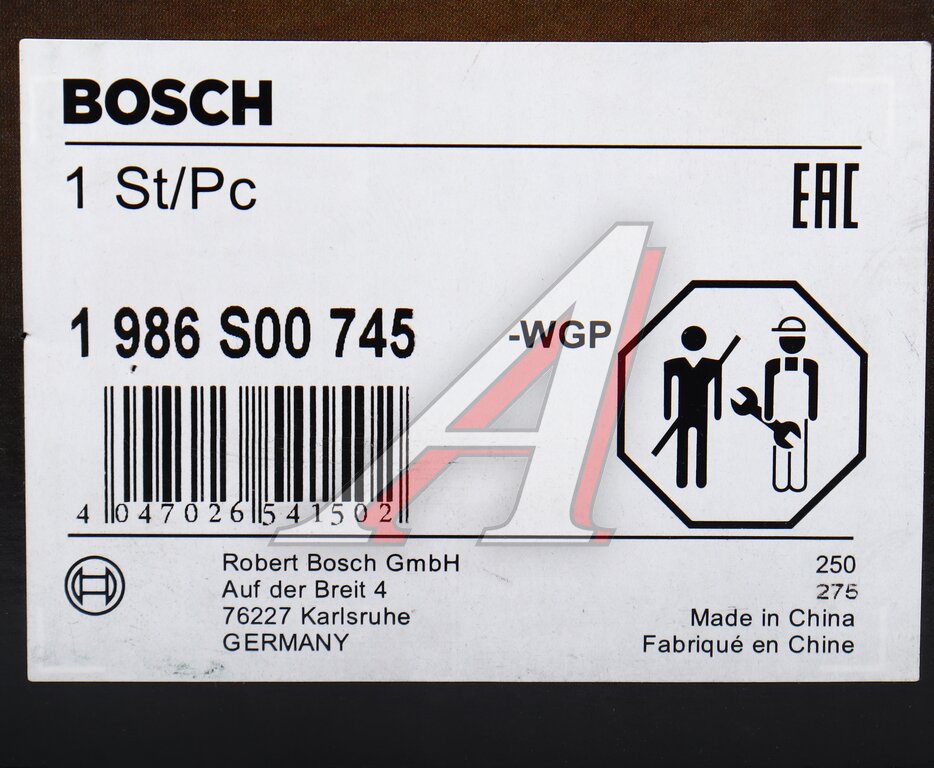 BOSCH
1 St/Pc
EAC
1 986 S00 745
-WGP
4 047026 541502
Robert Bosch GmbH
Auf der Breit 4
76227 Karlsruhe
GERMANY
250
275
Made in China
Fabriqué en Chine